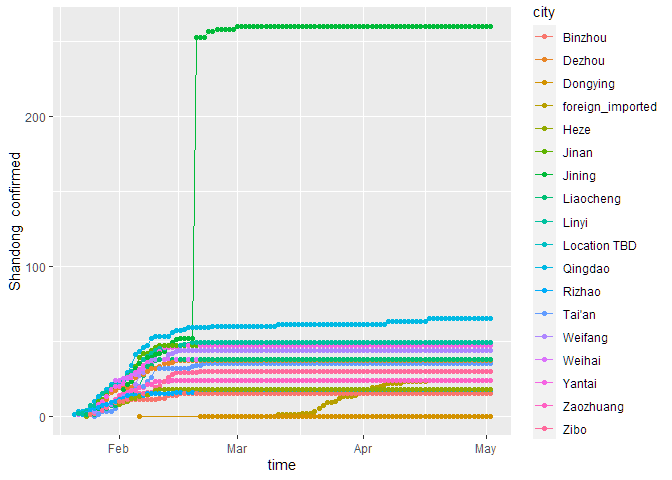 city
Binzhou
Dezhou
Dongying
foreign_imported
Heze
Jinan
Jining
Liaocheng
Linyi
Location TBD
Qingdao
Rizhao
Tai'an
Weifang
Weihai
Yantai
Zaozhuang
Zibo
Shandong confirmed
200
100
0
Feb Mar Apr May
time